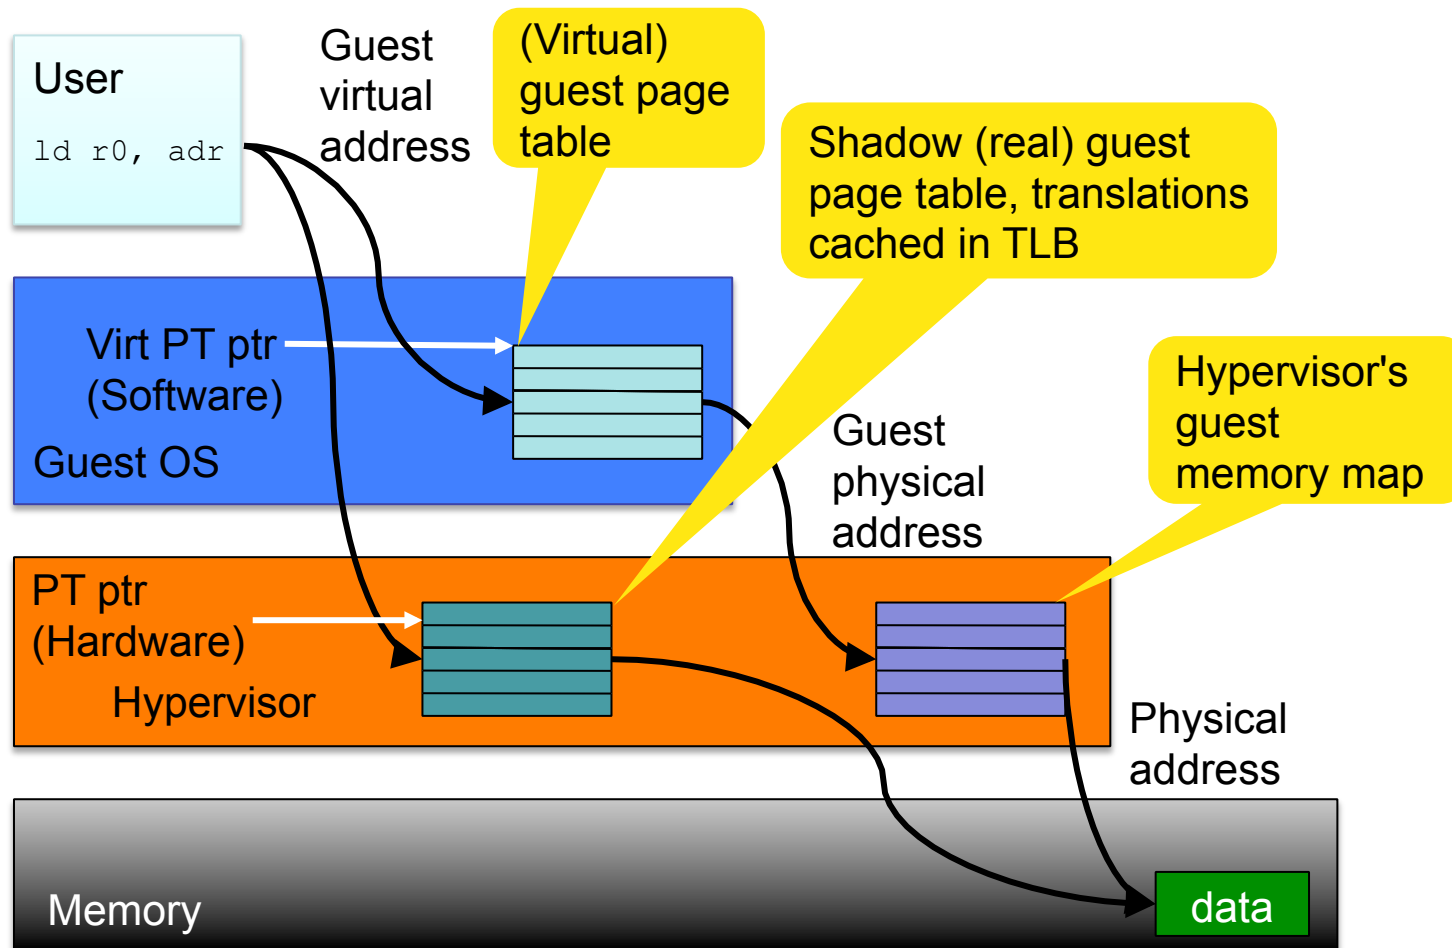 User
ld r0, adr
Guest
virtual
address
(Virtual)
guest page
table
Shadow (real) guest
page table, translations
cached in TLB
Virt PT ptr
(Software)
Guest OS
Guest
physical
address
Hypervisor's
guest
memory map
PT ptr
(Hardware)
Hypervisor
Physical
address
Memory
data